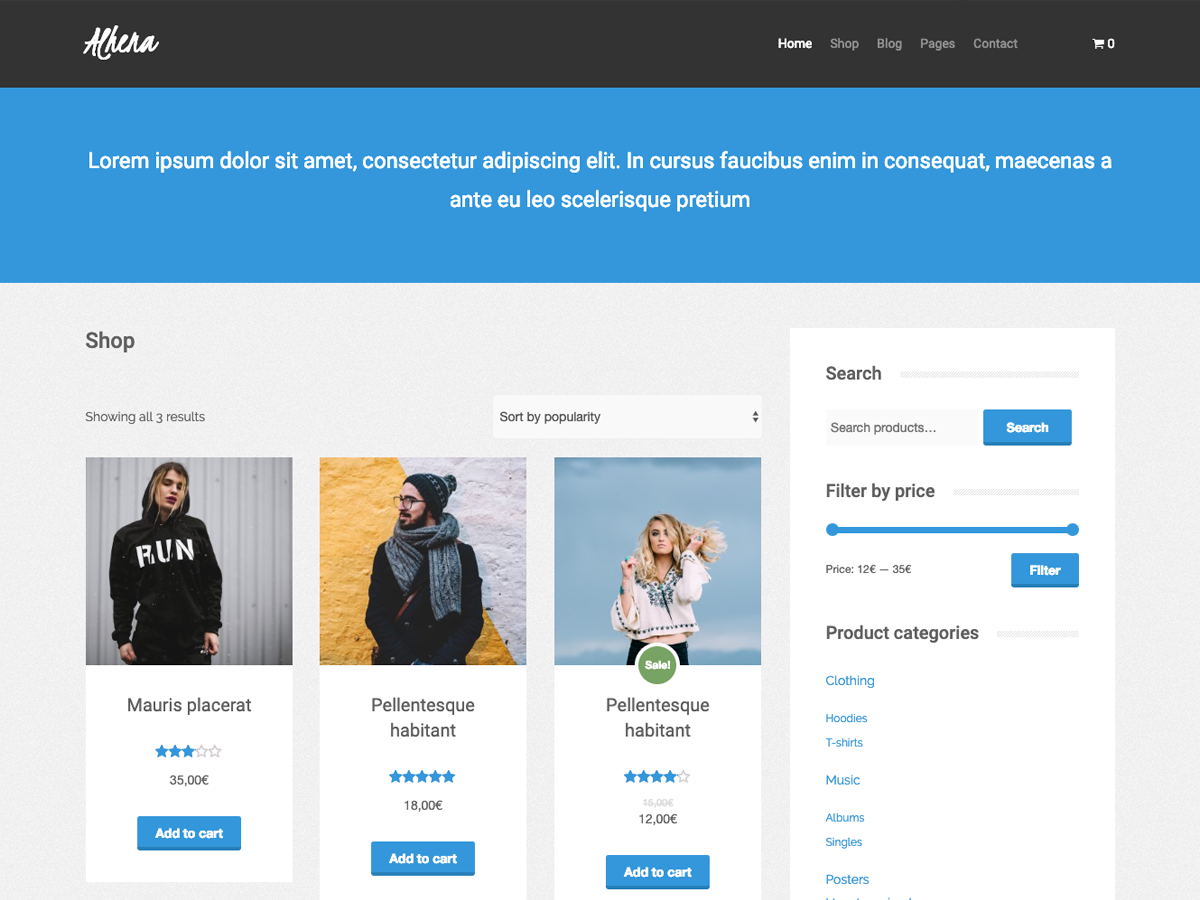 Alhena
Home Shop Blog Pages Contact 0
Lorem ipsum dolor sit amet, consectetur adipiscing elit. In cursus faucibus enim in consequat, maecenas a
ante eu leo scelerisque pretium
Shop
Showing all 3 results
Sort by popularity
RUN
Mauris placerat
35,00€
Add to cart
Pellentesque
habitant
18,00€
Add to cart
Sale!
Pellentesque
habitant
15,00€
12,00€
Add to cart
Search
Search products...
Search
Filter by price
Price: 12€ — 35€
Filter
Product categories
Clothing
Hoodies
T-shirts
Music
Albums
Singles
Posters